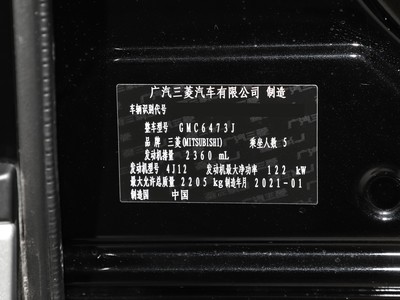 广汽三菱汽车有限公司 制造
车辆识别代号
整车型号 GMC6473J
品 牌 三菱(MITSUBISHI) 乘坐人数 5
发动机排量 2360 mL
发动机型号 4J12 发动机最大净功率 122 kW
最大允许总质量 2205 kg 制造年月 2021-01
制造国 中国